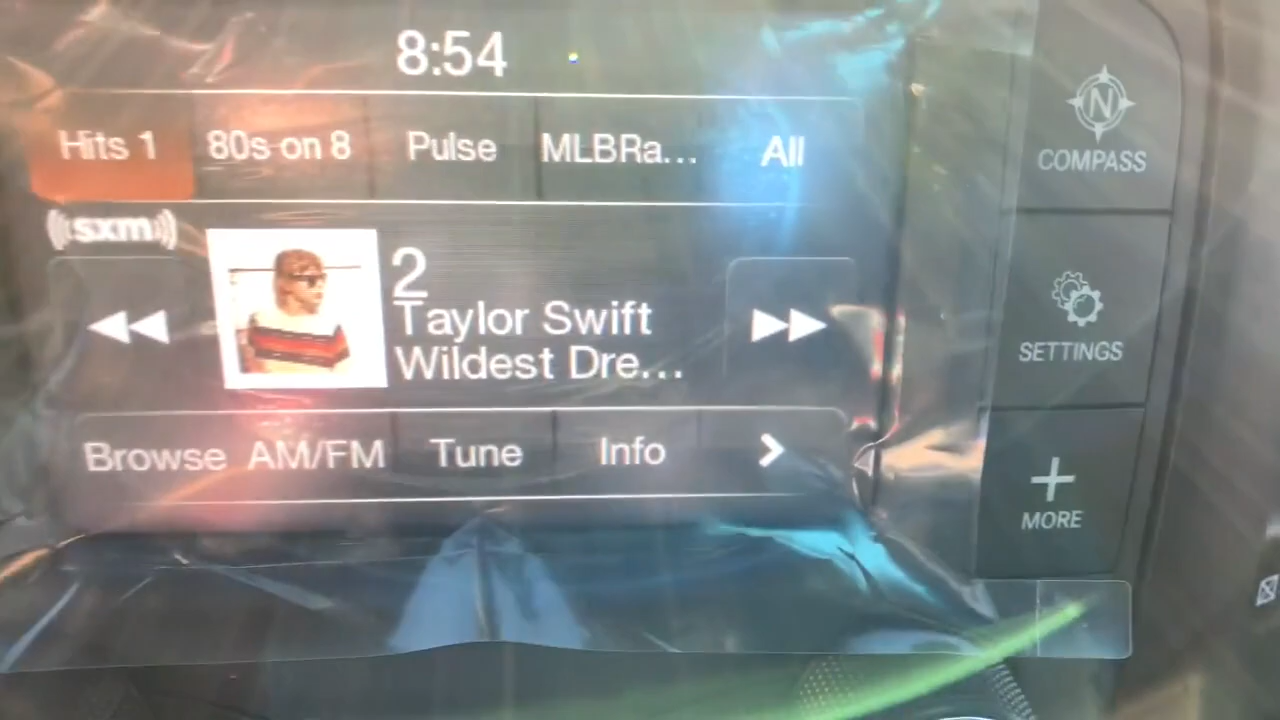 8:54
Hits 1
80s on 8
Pulse
MLBRa...
All
sxm
2
Taylor Swift
Wildest Dre...
Browse
AM/FM
Tune
Info
N
COMPASS
SETTINGS
MORE